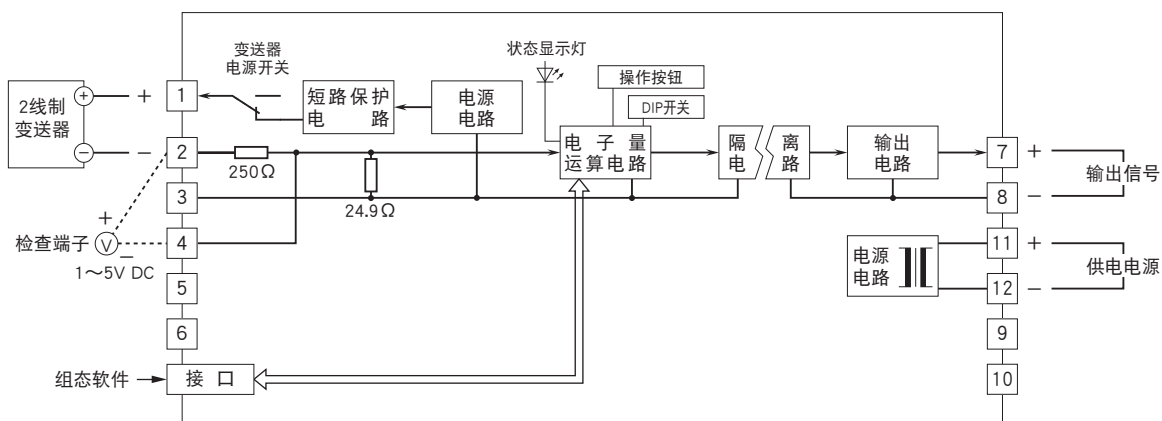 状态显示灯
变送器
电源开关
操作按钮
DIP开关
2线制
变送器
+
−
+
−
1
短路保护
电路
电源
电路
2
250Ω
24.9Ω
电子量
运算电路
隔离
电路
输出
电路
7
+
8
−
输出信号
3
4
检查端子
+
V
−
1～5V DC
电源
电路
11
+
12
−
供电电源
5
6
9
10
组态软件
接口